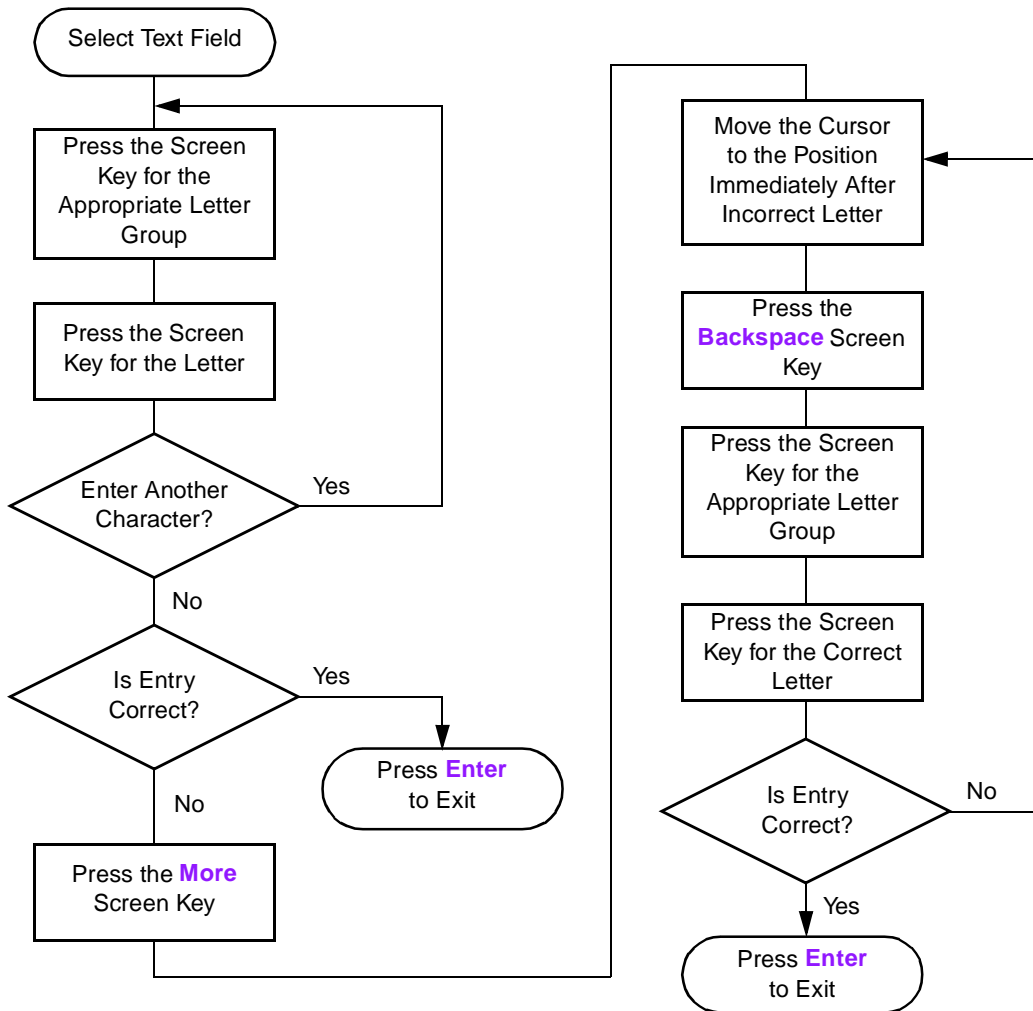 Select Text Field
Press the Screen
Key for the
Appropriate Letter
Group
Press the Screen
Key for the Letter
Enter Another
Character?
Yes
No
Is Entry
Correct?
Yes
Press Enter
to Exit
No
Press the More
Screen Key
Move the Cursor
to the Position
Immediately After
Incorrect Letter
Press the
Backspace Screen
Key
Press the Screen
Key for the
Appropriate Letter
Group
Press the Screen
Key for the Correct
Letter
Is Entry
Correct?
No
Yes
Press Enter
to Exit